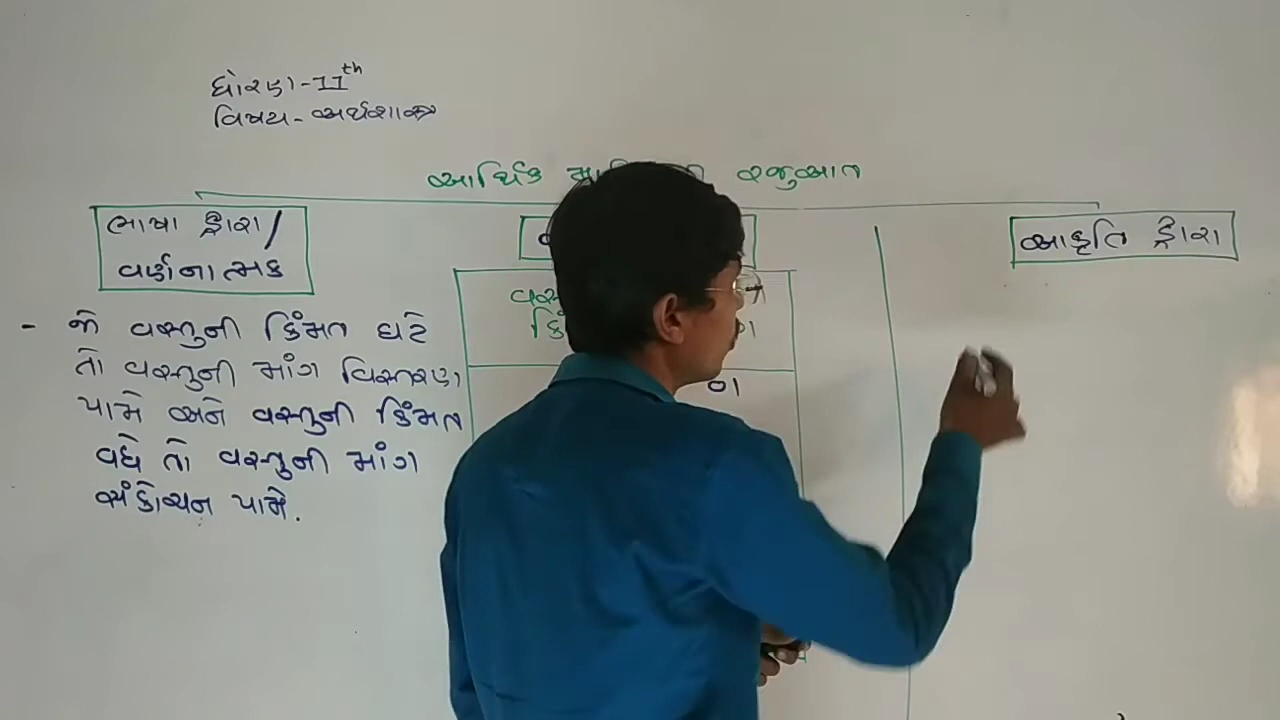 ધોરણ-11th
વિષય- અર્થશાસ્ત્ર
આર્થિક રજુઆત
ભાષા દ્વારા/
વર્ણનાત્મક
- જો વસ્તુની કિંમત ઘટે
તો વસ્તુની માંગ વિસ્તરણ
પામે અને વસ્તુની કિંમત
વધે તો વસ્તુની માંગ
સંકોચન પામે.
01
આકૃતિ દ્વારા